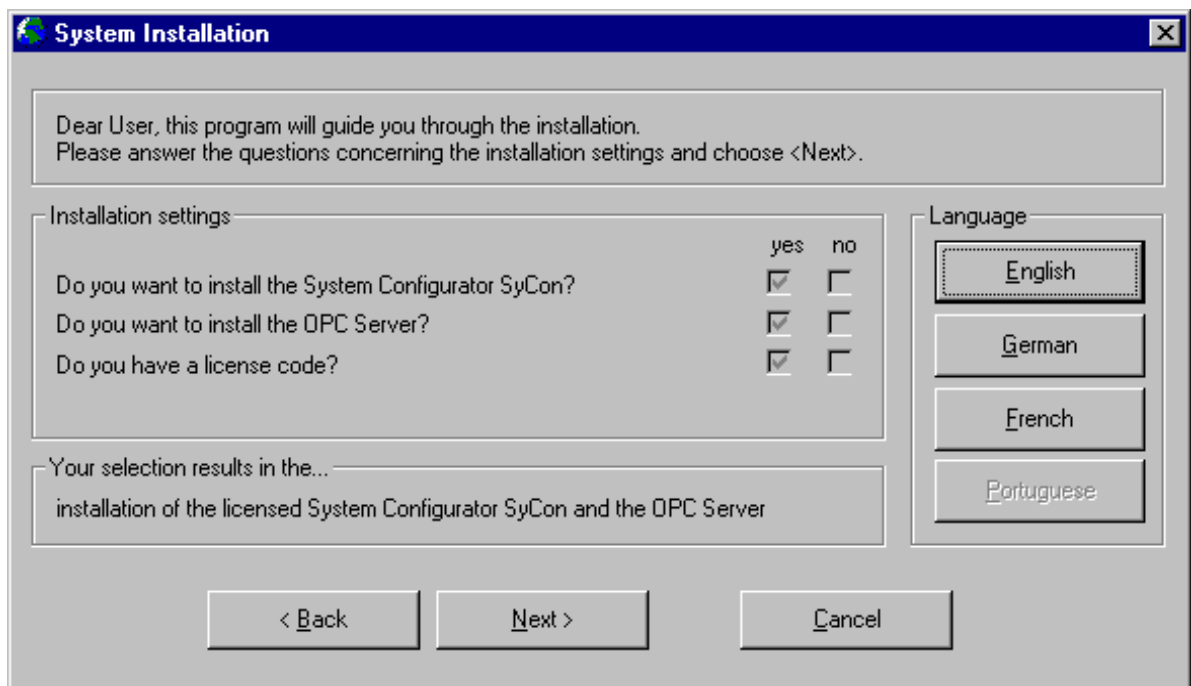 System Installation
Dear User, this program will guide you through the installation.
Please answer the questions concerning the installation settings and choose <Next>.
Installation settings
yes no
Do you want to install the System Configurator SyCon?
Do you want to install the OPC Server?
Do you have a license code?
Your selection results in the...
installation of the licensed System Configurator SyCon and the OPC Server
Language
English
German
French
Portuguese
< Back
Next >
Cancel